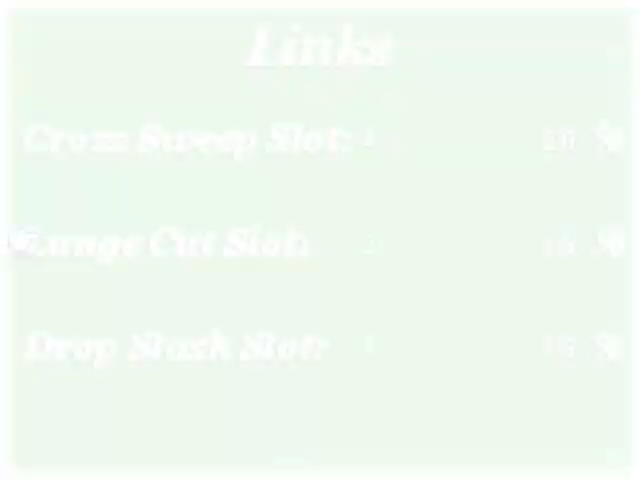 Links
Cross Sweep Slot: %
Lunge Cut Slot: %
Drop Slash Slot: %